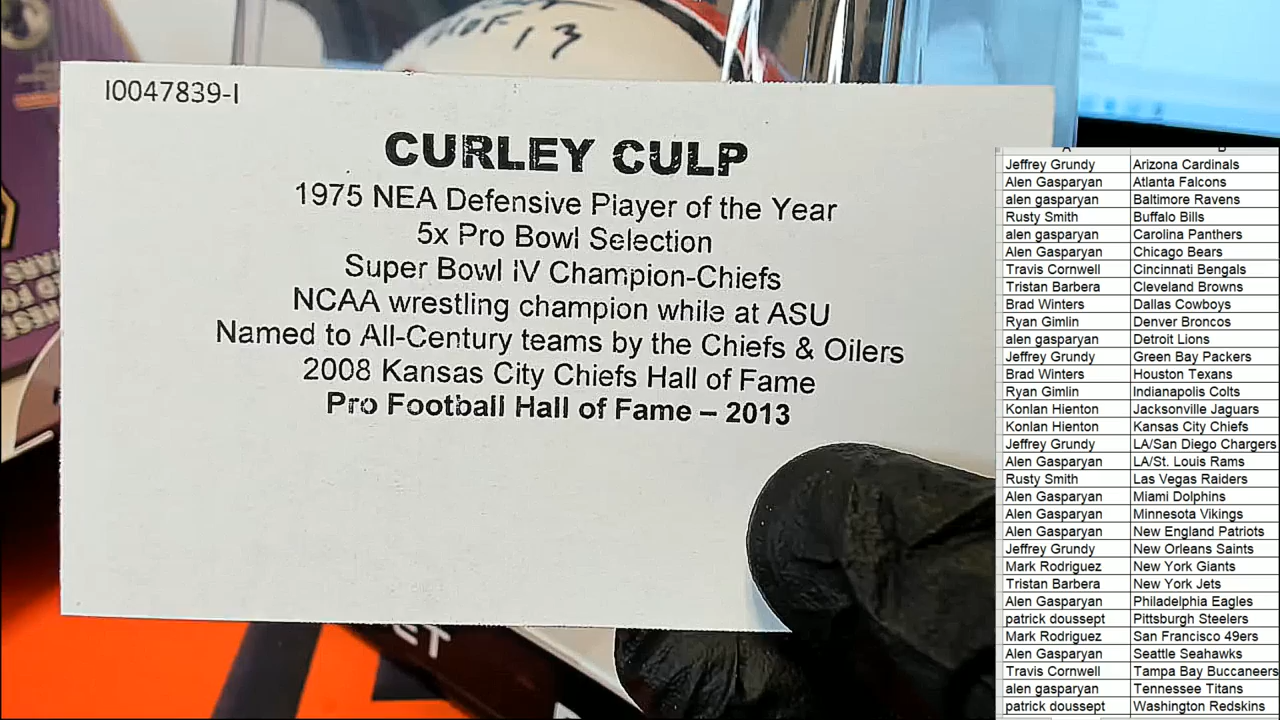 HOF 13
I0047839-I
CURLEY CULP
1975 NEA Defensive Player of the Year
5x Pro Bowl Selection
Super Bowl IV Champion-Chiefs
NCAA wrestling champion while at ASU
Named to All-Century teams by the Chiefs & Oilers
2008 Kansas City Chiefs Hall of Fame
Pro Football Hall of Fame – 2013
Jeffrey Grundy Arizona Cardinals
Alen Gasparyan Atlanta Falcons
alen gasparyan Baltimore Ravens
Rusty Smith Buffalo Bills
alen gasparyan Carolina Panthers
Alen Gasparyan Chicago Bears
Travis Cornwell Cincinnati Bengals
Tristan Barbera Cleveland Browns
Brad Winters Dallas Cowboys
Ryan Gimlin Denver Broncos
alen gasparyan Detroit Lions
Jeffrey Grundy Green Bay Packers
Brad Winters Houston Texans
Ryan Gimlin Indianapolis Colts
Konlan Hienton Jacksonville Jaguars
Konlan Hienton Kansas City Chiefs
Jeffrey Grundy LA/San Diego Chargers
Alen Gasparyan LA/St. Louis Rams
Rusty Smith Las Vegas Raiders
Alen Gasparyan Miami Dolphins
Alen Gasparyan Minnesota Vikings
Alen Gasparyan New England Patriots
Jeffrey Grundy New Orleans Saints
Mark Rodriguez New York Giants
Tristan Barbera New York Jets
Alen Gasparyan Philadelphia Eagles
patrick doussept Pittsburgh Steelers
Mark Rodriguez San Francisco 49ers
Alen Gasparyan Seattle Seahawks
Travis Cornwell Tampa Bay Buccaneers
alen gasparyan Tennessee Titans
patrick doussept Washington Redskins